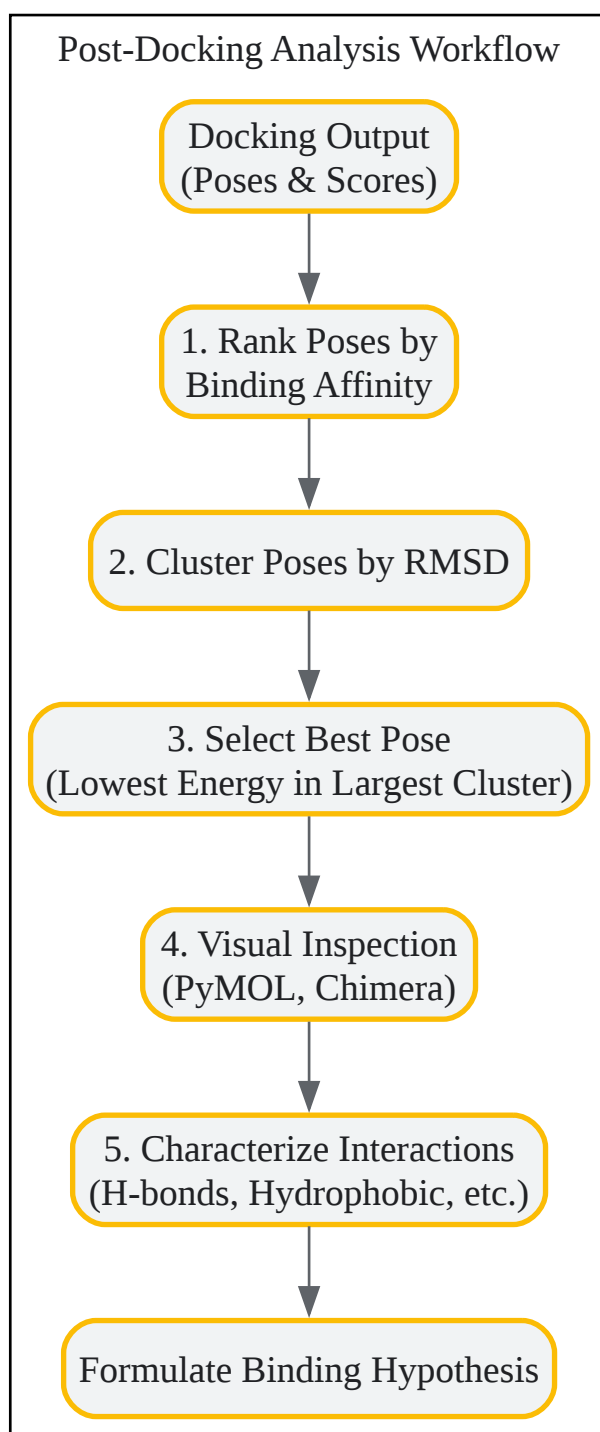 Post-Docking Analysis Workflow
Docking Output
(Poses & Scores)
1. Rank Poses by
Binding Affinity
2. Cluster Poses by RMSD
3. Select Best Pose
(Lowest Energy in Largest Cluster)
4. Visual Inspection
(PyMOL, Chimera)
5. Characterize Interactions
(H-bonds, Hydrophobic, etc.)
Formulate Binding Hypothesis